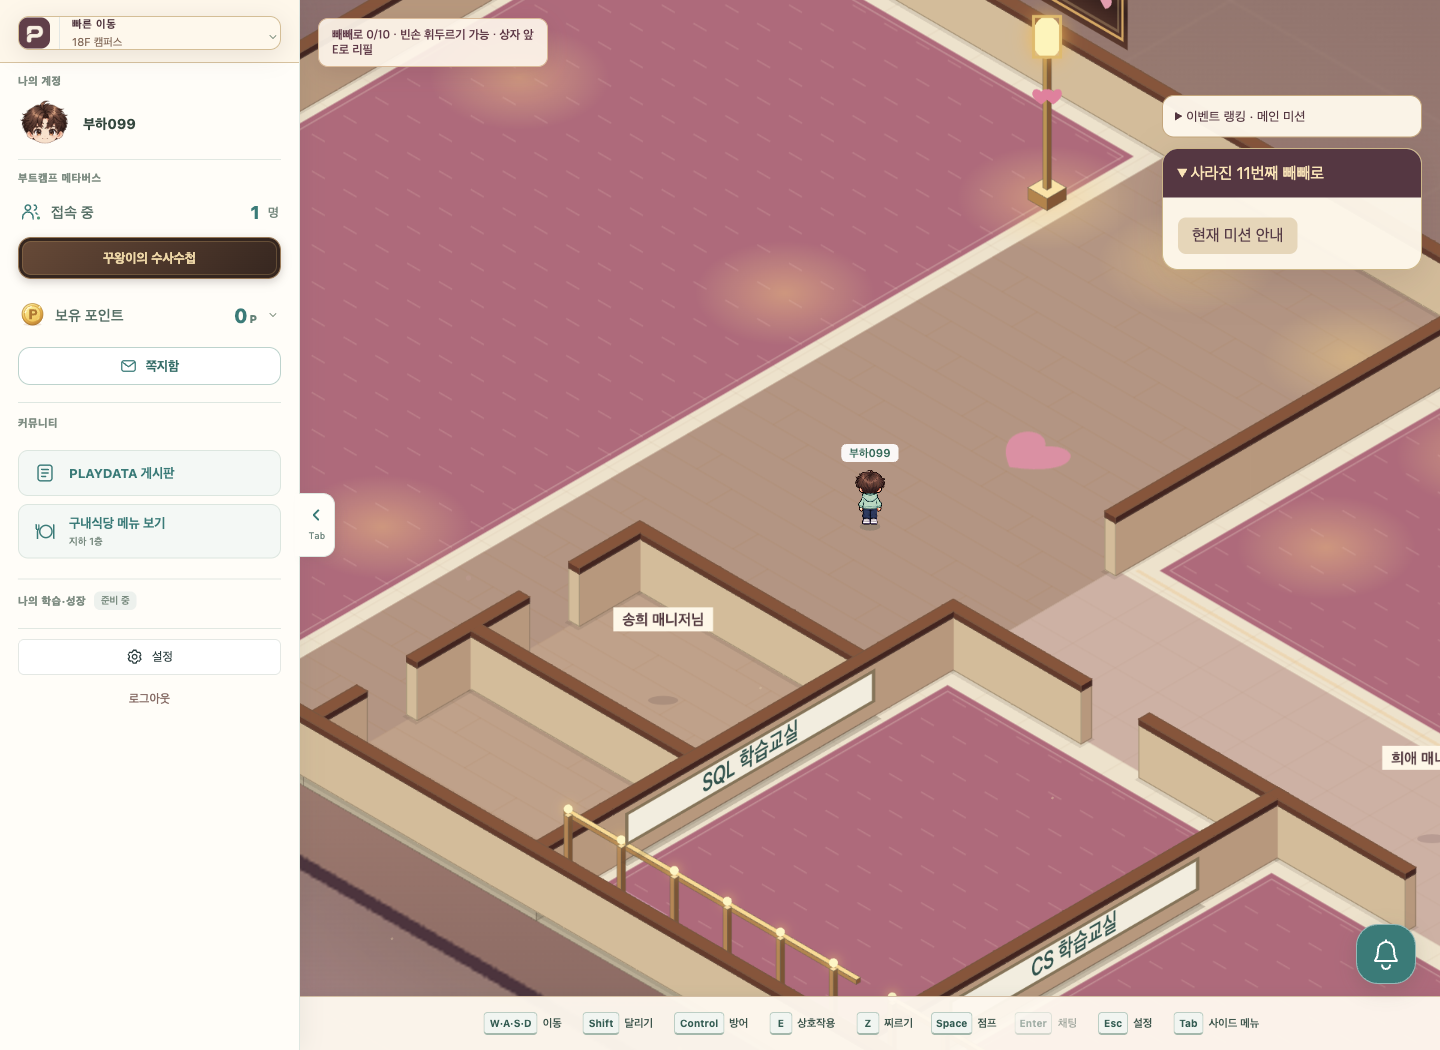 빠른 이동
18F 캠퍼스
나의 계정
부하099
부트캠프 메타버스
접속 중 1 명
꾸왕이의 수사수첩
보유 포인트 0 P
쪽지함
커뮤니티
PLAYDATA 게시판
구내식당 메뉴 보기
지하 1층
나의 학습·성장 준비 중
설정
로그아웃
빼빼로 0/10 · 빈손 휘두르기 가능 · 상자 앞
E로 리필
이벤트 랭킹 · 메인 미션
사라진 11번째 빼빼로
현재 미션 안내
Tab
부하099
송희 매니저님
SQL 학습교실
희애 매니
CS 학습교실
W·A·S·D 이동 Shift 달리기 Control 방어 E 상호작용 Z 찌르기 Space 점프 Enter 채팅 Esc 설정 Tab 사이드 메뉴